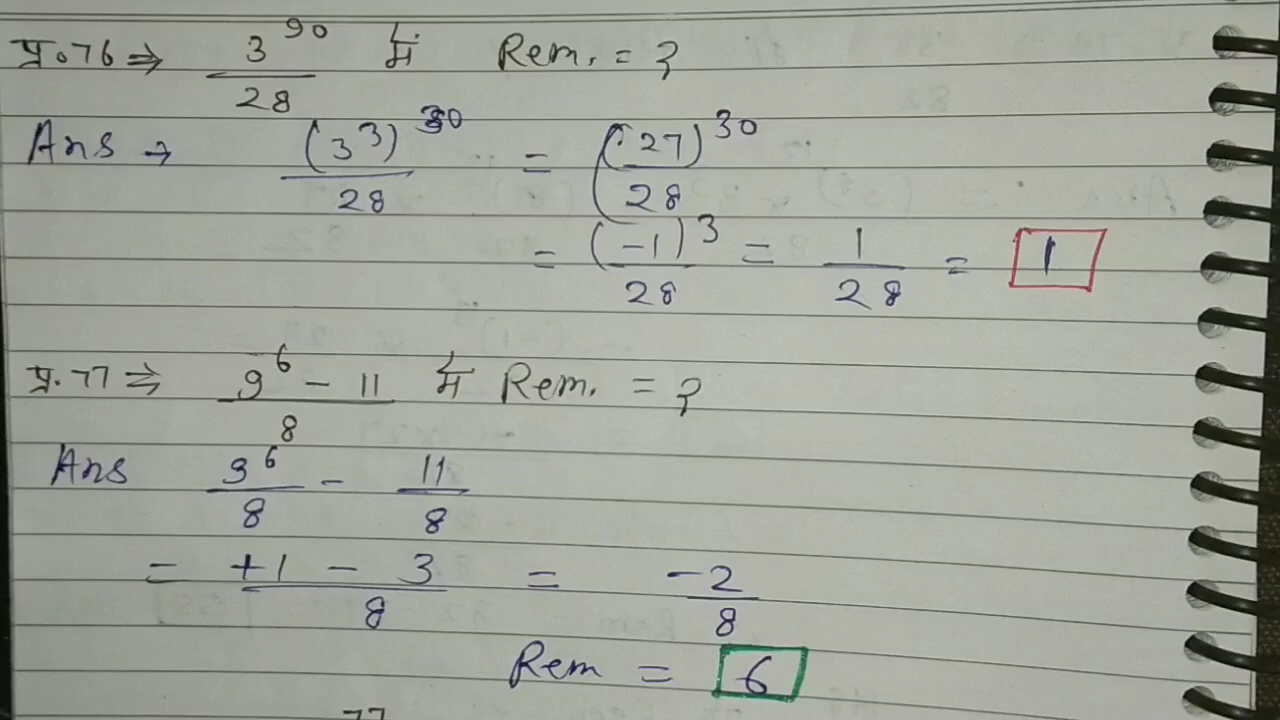 प्र०76 ⇒ 3^90 / 28 में Rem. = ?
Ans → (3^3)^30 / 28 = (27)^30 / 28
= (-1)^3 / 28 = 1 / 28 = 1
प्र.77 ⇒ 9^6 - 11 / 8 में Rem. = ?
Ans 9^6 / 8 - 11 / 8
= +1 - 3 / 8 = -2 / 8
Rem = 6